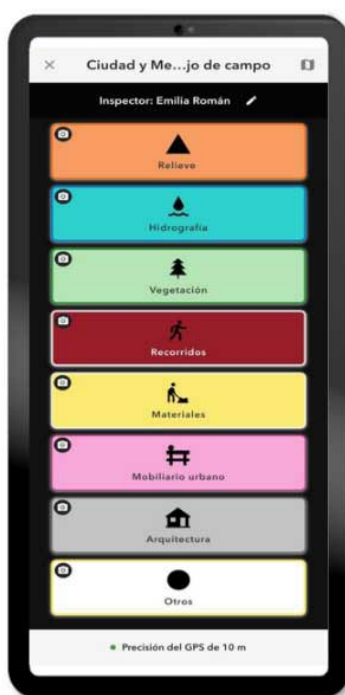 Ciudad y Me...jo de campo
Inspector: Emilia Román
Relieve
Hidrografía
Vegetación
Recorridos
Materiales
Mobiliario urbano
Arquitectura
Otros
Precisión del GPS de 10 m